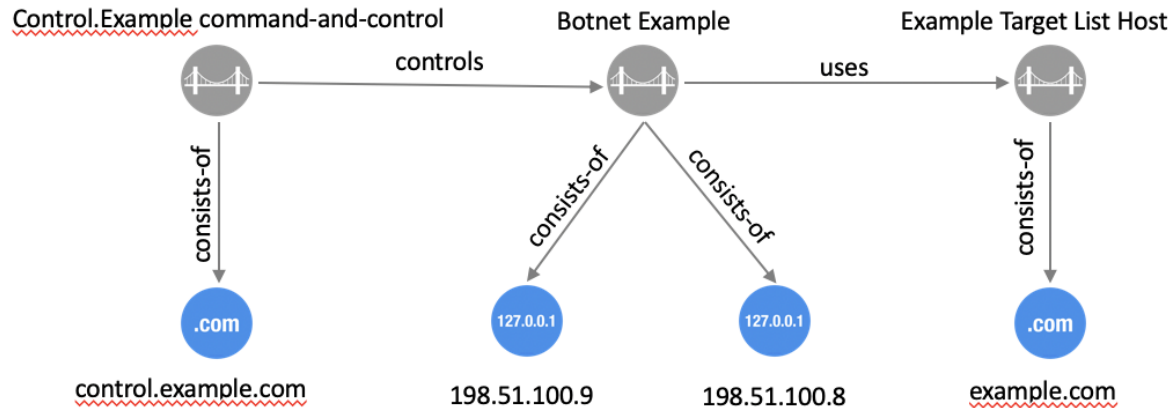 Control.Example command-and-control
Botnet Example
Example Target List Host
controls
uses
consists-of
consists-of
consists-of
consists-of
.com
127.0.0.1
127.0.0.1
.com
control.example.com
198.51.100.9
198.51.100.8
example.com